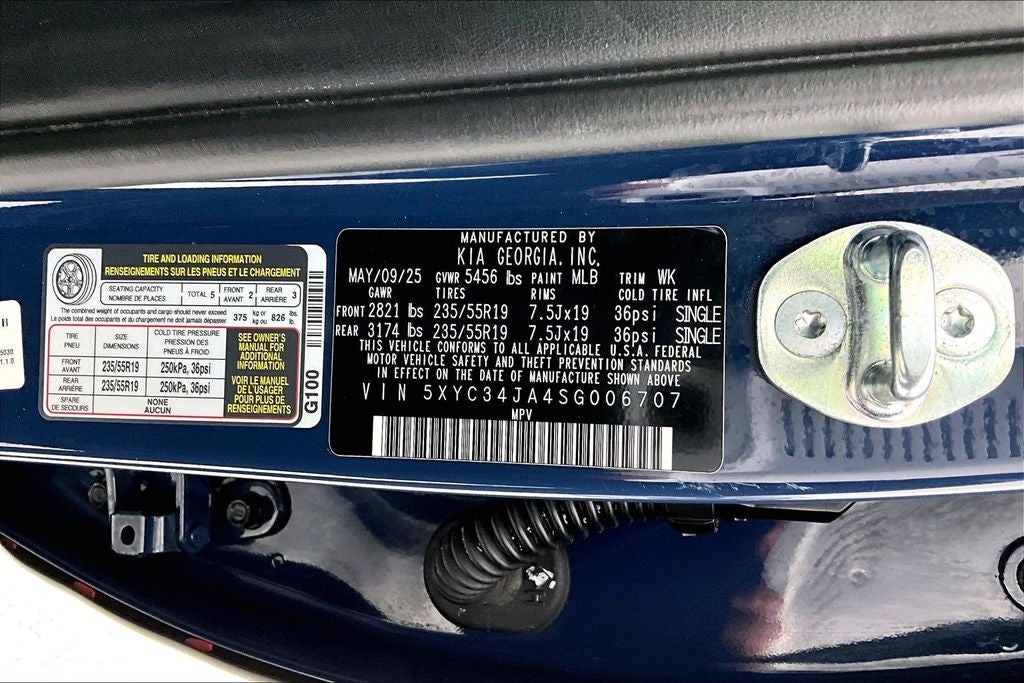 5030
1.1.0
TIRE AND LOADING INFORMATION
RENSEIGNEMENTS SUR LES PNEUS ET LE CHARGEMENT
SEATING CAPACITY
NOMBRE DE PLACES
TOTAL 5
FRONT
AVANT 2
REAR
ARRIÈRE 3
The combined weight of occupants and cargo should never exceed
Le poids total des occupants et du chargement ne doit jamais dépasser
375 kg or
kg ou 826 lbs.
lb.
TIRE
PNEU
SIZE
DIMENSIONS
COLD TIRE PRESSURE
PRESSION DES
PNEUS À FROID
FRONT
AVANT
235/55R19
250kPa, 36psi
REAR
ARRIÈRE
235/55R19
250kPa, 36psi
SPARE
DE SECOURS
NONE
AUCUN
SEE OWNER'S
MANUAL FOR
ADDITIONAL
INFORMATION
VOIR LE MANUEL
DE L'USAGER
POUR PLUS DE
RENSEIGNEMENTS
G100
MANUFACTURED BY
KIA GEORGIA, INC.
MAY/09/25 GVWR 5456 lbs PAINT MLB TRIM WK
GAWR TIRES RIMS COLD TIRE INFL
FRONT 2821 lbs 235/55R19 7.5Jx19 36psi SINGLE
REAR 3174 lbs 235/55R19 7.5Jx19 36psi SINGLE
THIS VEHICLE CONFORMS TO ALL APPLICABLE U.S.A. FEDERAL
MOTOR VEHICLE SAFETY AND THEFT PREVENTION STANDARDS
IN EFFECT ON THE DATE OF MANUFACTURE SHOWN ABOVE
VIN 5XYC34JA4SG006707
MPV